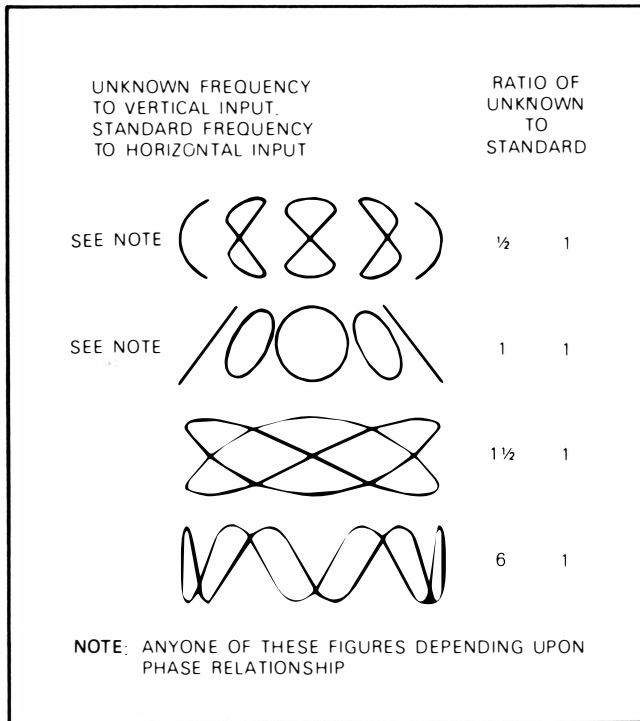 UNKNOWN FREQUENCY
TO VERTICAL INPUT,
STANDARD FREQUENCY
TO HORIZONTAL INPUT
RATIO OF
UNKNOWN
TO
STANDARD
SEE NOTE ½ 1
SEE NOTE 1 1
1½ 1
6 1
NOTE: ANYONE OF THESE FIGURES DEPENDING UPON
PHASE RELATIONSHIP